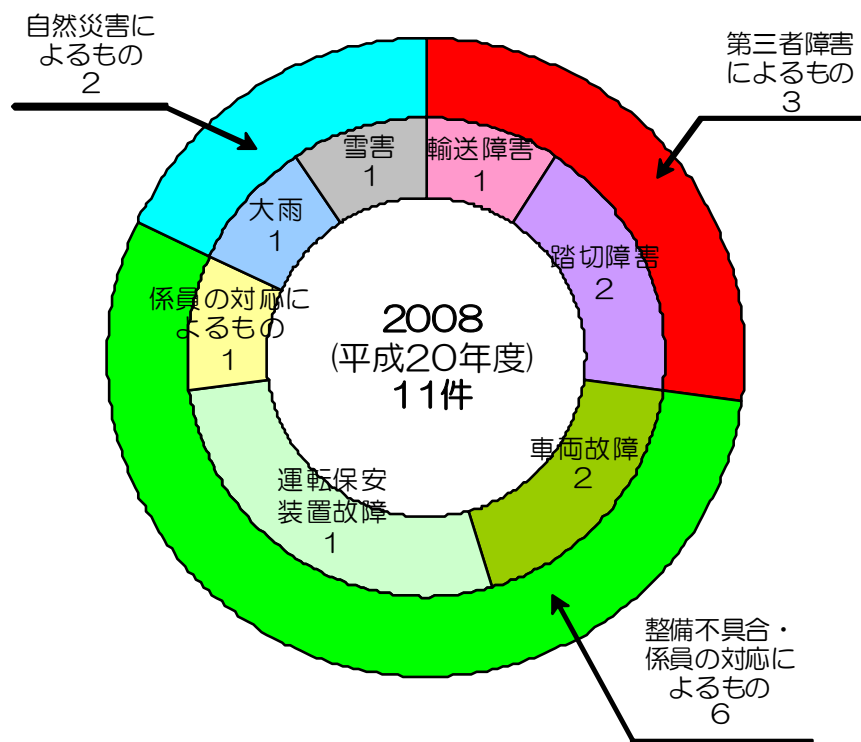 自然災害に
よるもの
2
第三者障害
によるもの
3
雪害
1
輸送障害
1
大雨
1
踏切障害
2
係員の対応に
よるもの
1
2008
(平成20年度)
11件
車両故障
2
運転保安
装置故障
1
整備不具合・
係員の対応に
よるもの
6